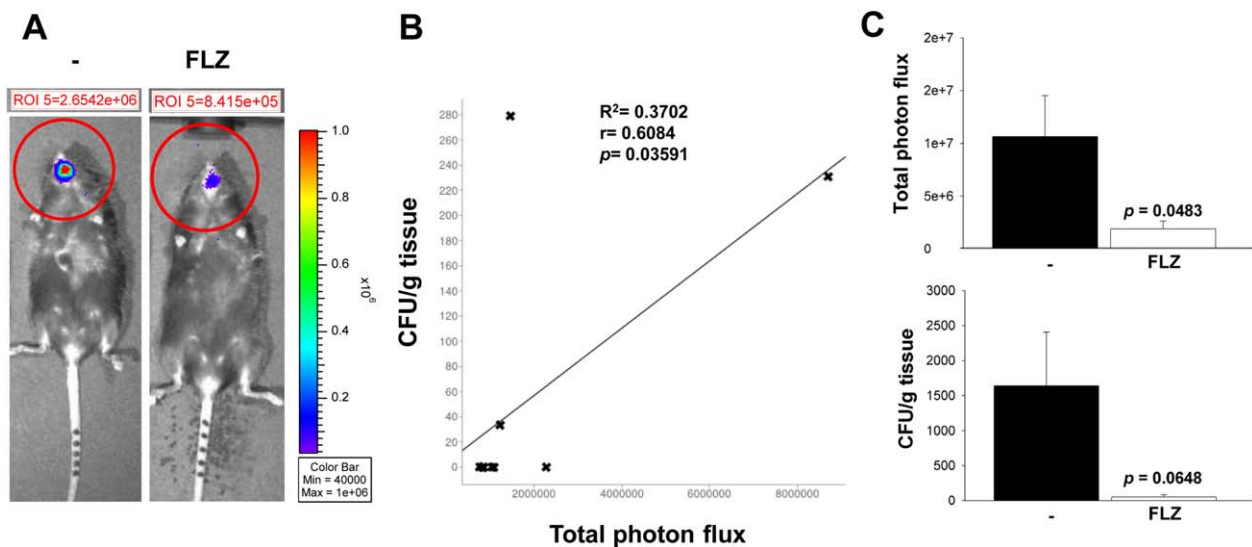 A
-
FLZ
ROI 5=2.6542e+06
ROI 5=8.415e+05
1.0
0.8
0.6
0.4
0.2
x10⁶
Color Bar
Min = 40000
Max = 1e+06
B
CFU/g tissue
280
260
240
220
200
180
160
140
120
100
80
60
40
20
0
R²= 0.3702
r= 0.6084
p= 0.03591
2000000
4000000
6000000
8000000
Total photon flux
C
Total photon flux
2e+7
2e+7
1e+7
5e+6
0
p = 0.0483
-
FLZ
CFU/g tissue
3000
2500
2000
1500
1000
500
0
p = 0.0648
-
FLZ